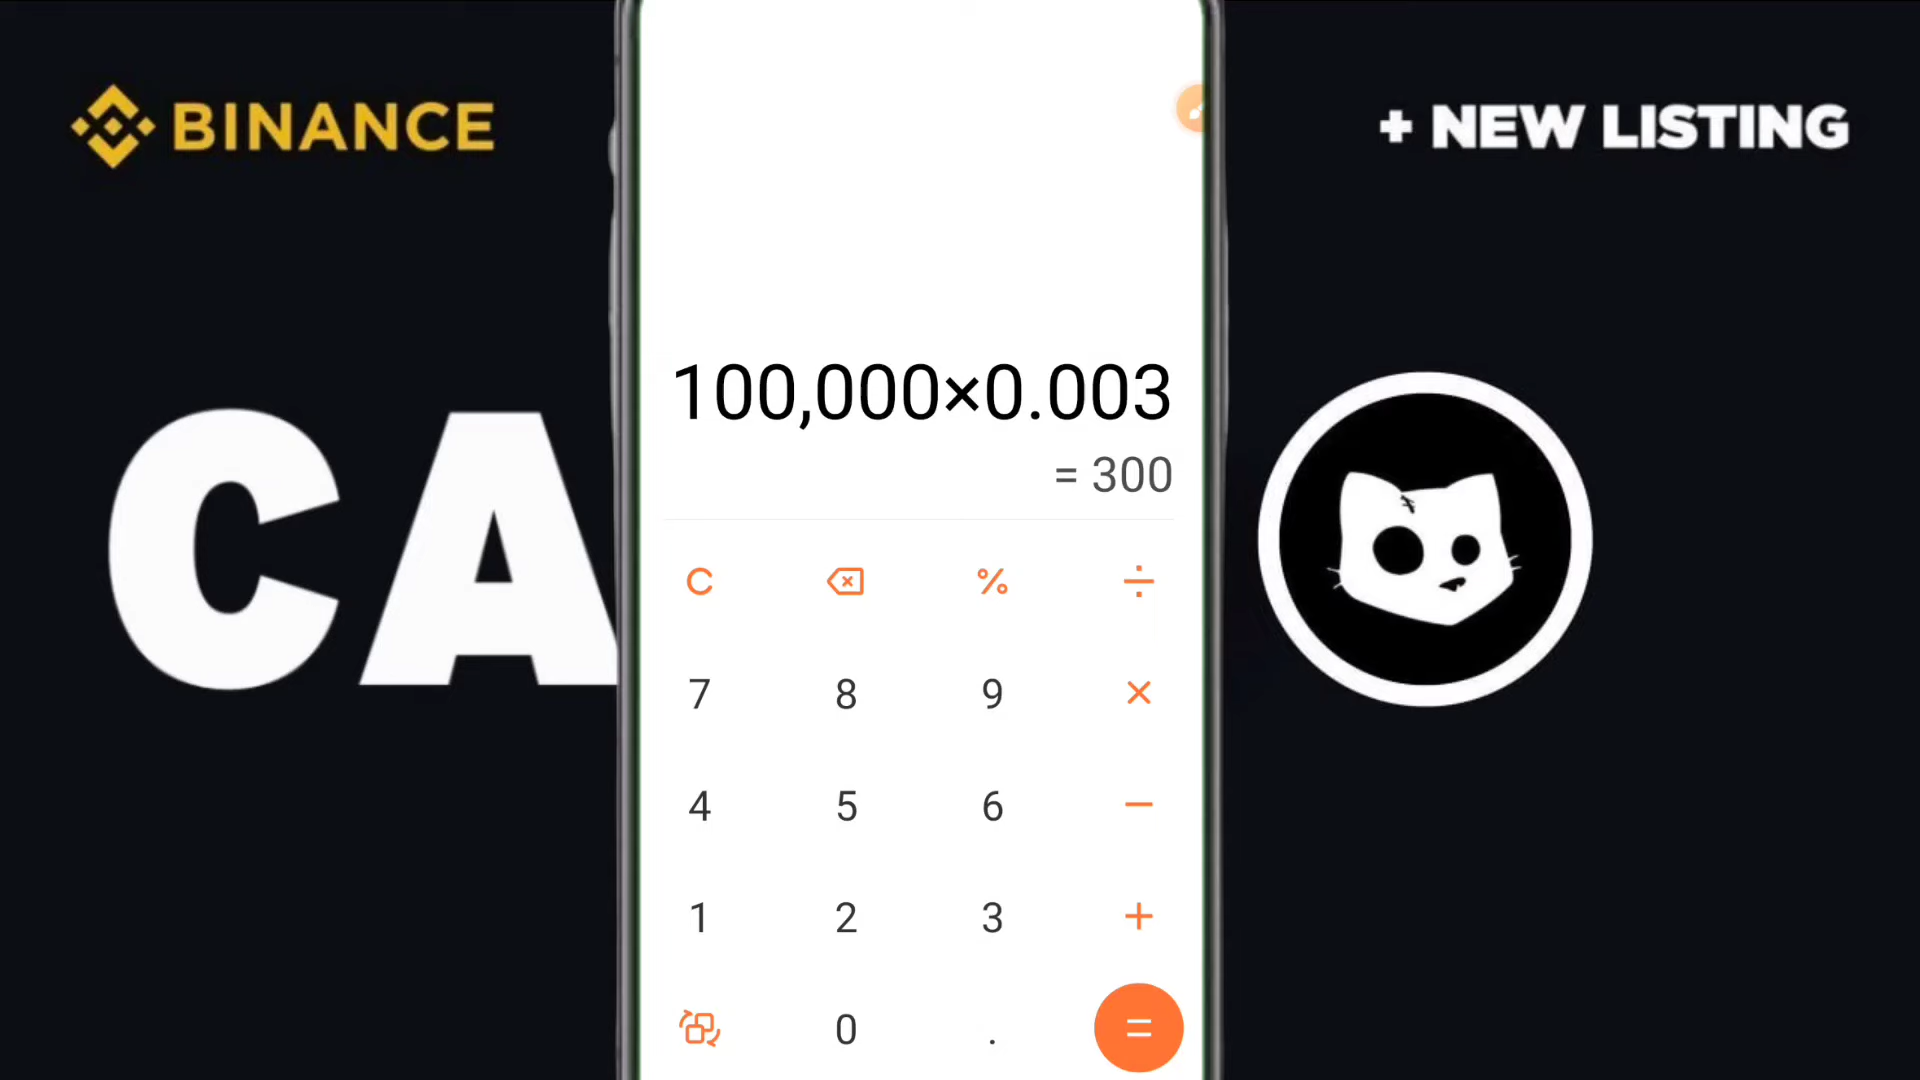 BINANCE
+ NEW LISTING
CA
100,000×0.003
= 300
C % ÷
7 8 9 ×
4 5 6 −
1 2 3 +
0 . =